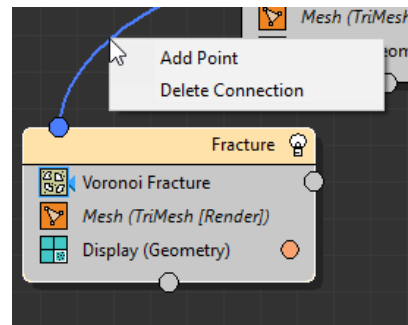 Mesh (TriMesh
Add Point
Delete Connection
Fracture
Voronoi Fracture
Mesh (TriMesh [Render])
Display (Geometry)